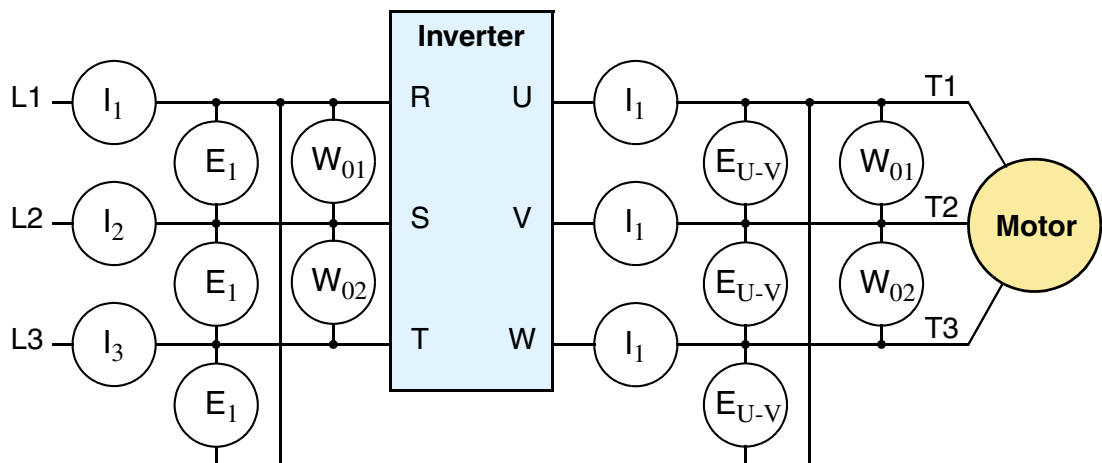 Inverter
L1 I1 R U I1 T1
E1 W01 EU-V W01
L2 I2 S V I1 T2
Motor
E1 W02 EU-V W02
L3 I3 T W I1 T3
E1 EU-V